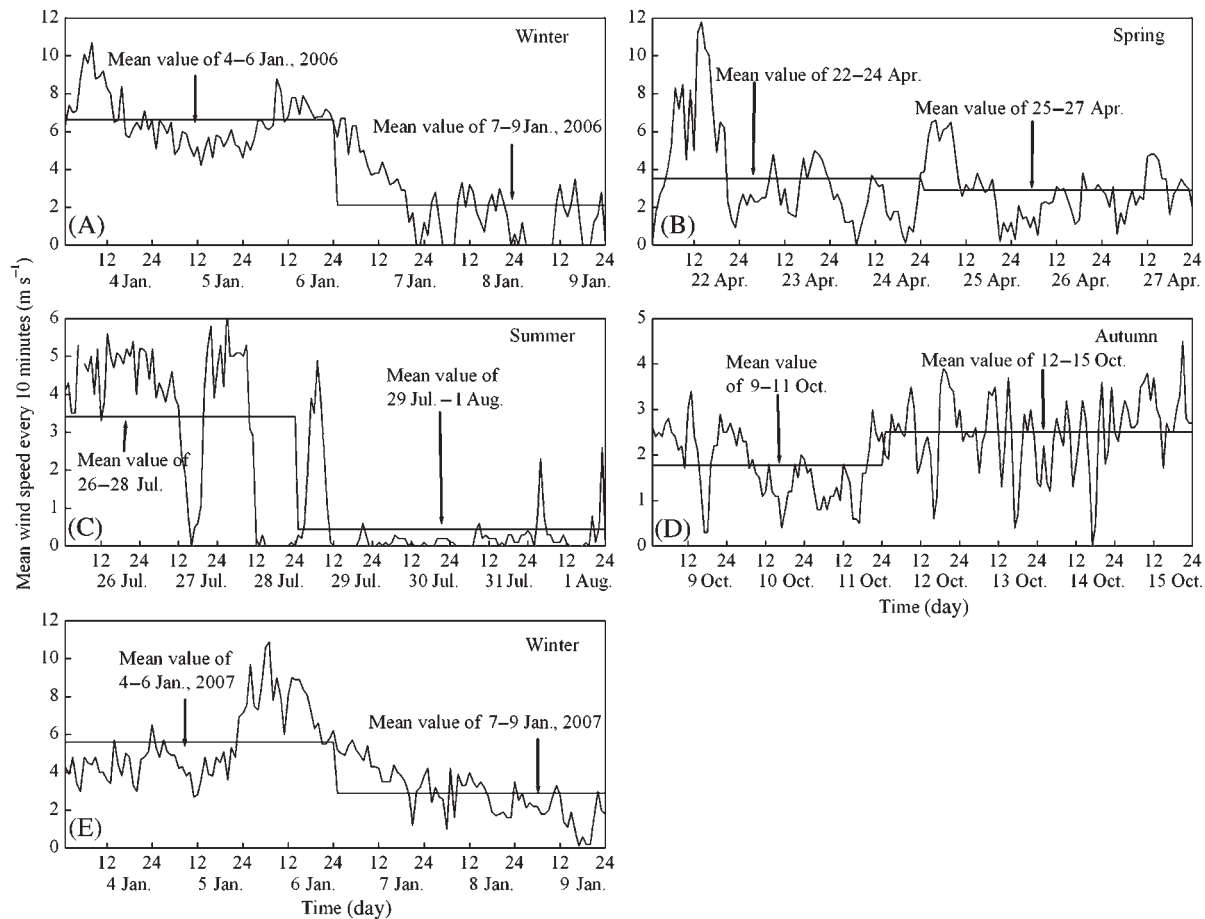 Mean wind speed every 10 minutes (m s⁻¹)
12
10
8
6
4
2
0
Winter
Mean value of 4–6 Jan., 2006
Mean value of 7–9 Jan., 2006
(A)
12 24 12 24 12 24 12 24 12 24 12 24
4 Jan. 5 Jan. 6 Jan. 7 Jan. 8 Jan. 9 Jan.
12
10
8
6
4
2
0
Spring
Mean value of 22–24 Apr.
Mean value of 25–27 Apr.
(B)
12 24 12 24 12 24 12 24 12 24 12 24
22 Apr. 23 Apr. 24 Apr. 25 Apr. 26 Apr. 27 Apr.
6
5
4
3
2
1
0
Summer
Mean value of
29 Jul.–1 Aug.
Mean value of
26–28 Jul.
(C)
12 24 12 24 12 24 12 24 12 24 12 24 12 24
26 Jul. 27 Jul. 28 Jul. 29 Jul. 30 Jul. 31 Jul. 1 Aug.
5
4
3
2
1
0
Autumn
Mean value
of 9–11 Oct.
Mean value of 12–15 Oct.
(D)
12 24 12 24 12 24 12 24 12 24 12 24 12 24
9 Oct. 10 Oct. 11 Oct. 12 Oct. 13 Oct. 14 Oct. 15 Oct.
Time (day)
12
10
8
6
4
2
0
Winter
Mean value of
4–6 Jan., 2007
Mean value of 7–9 Jan., 2007
(E)
12 24 12 24 12 24 12 24 12 24 12 24
4 Jan. 5 Jan. 6 Jan. 7 Jan. 8 Jan. 9 Jan.
Time (day)